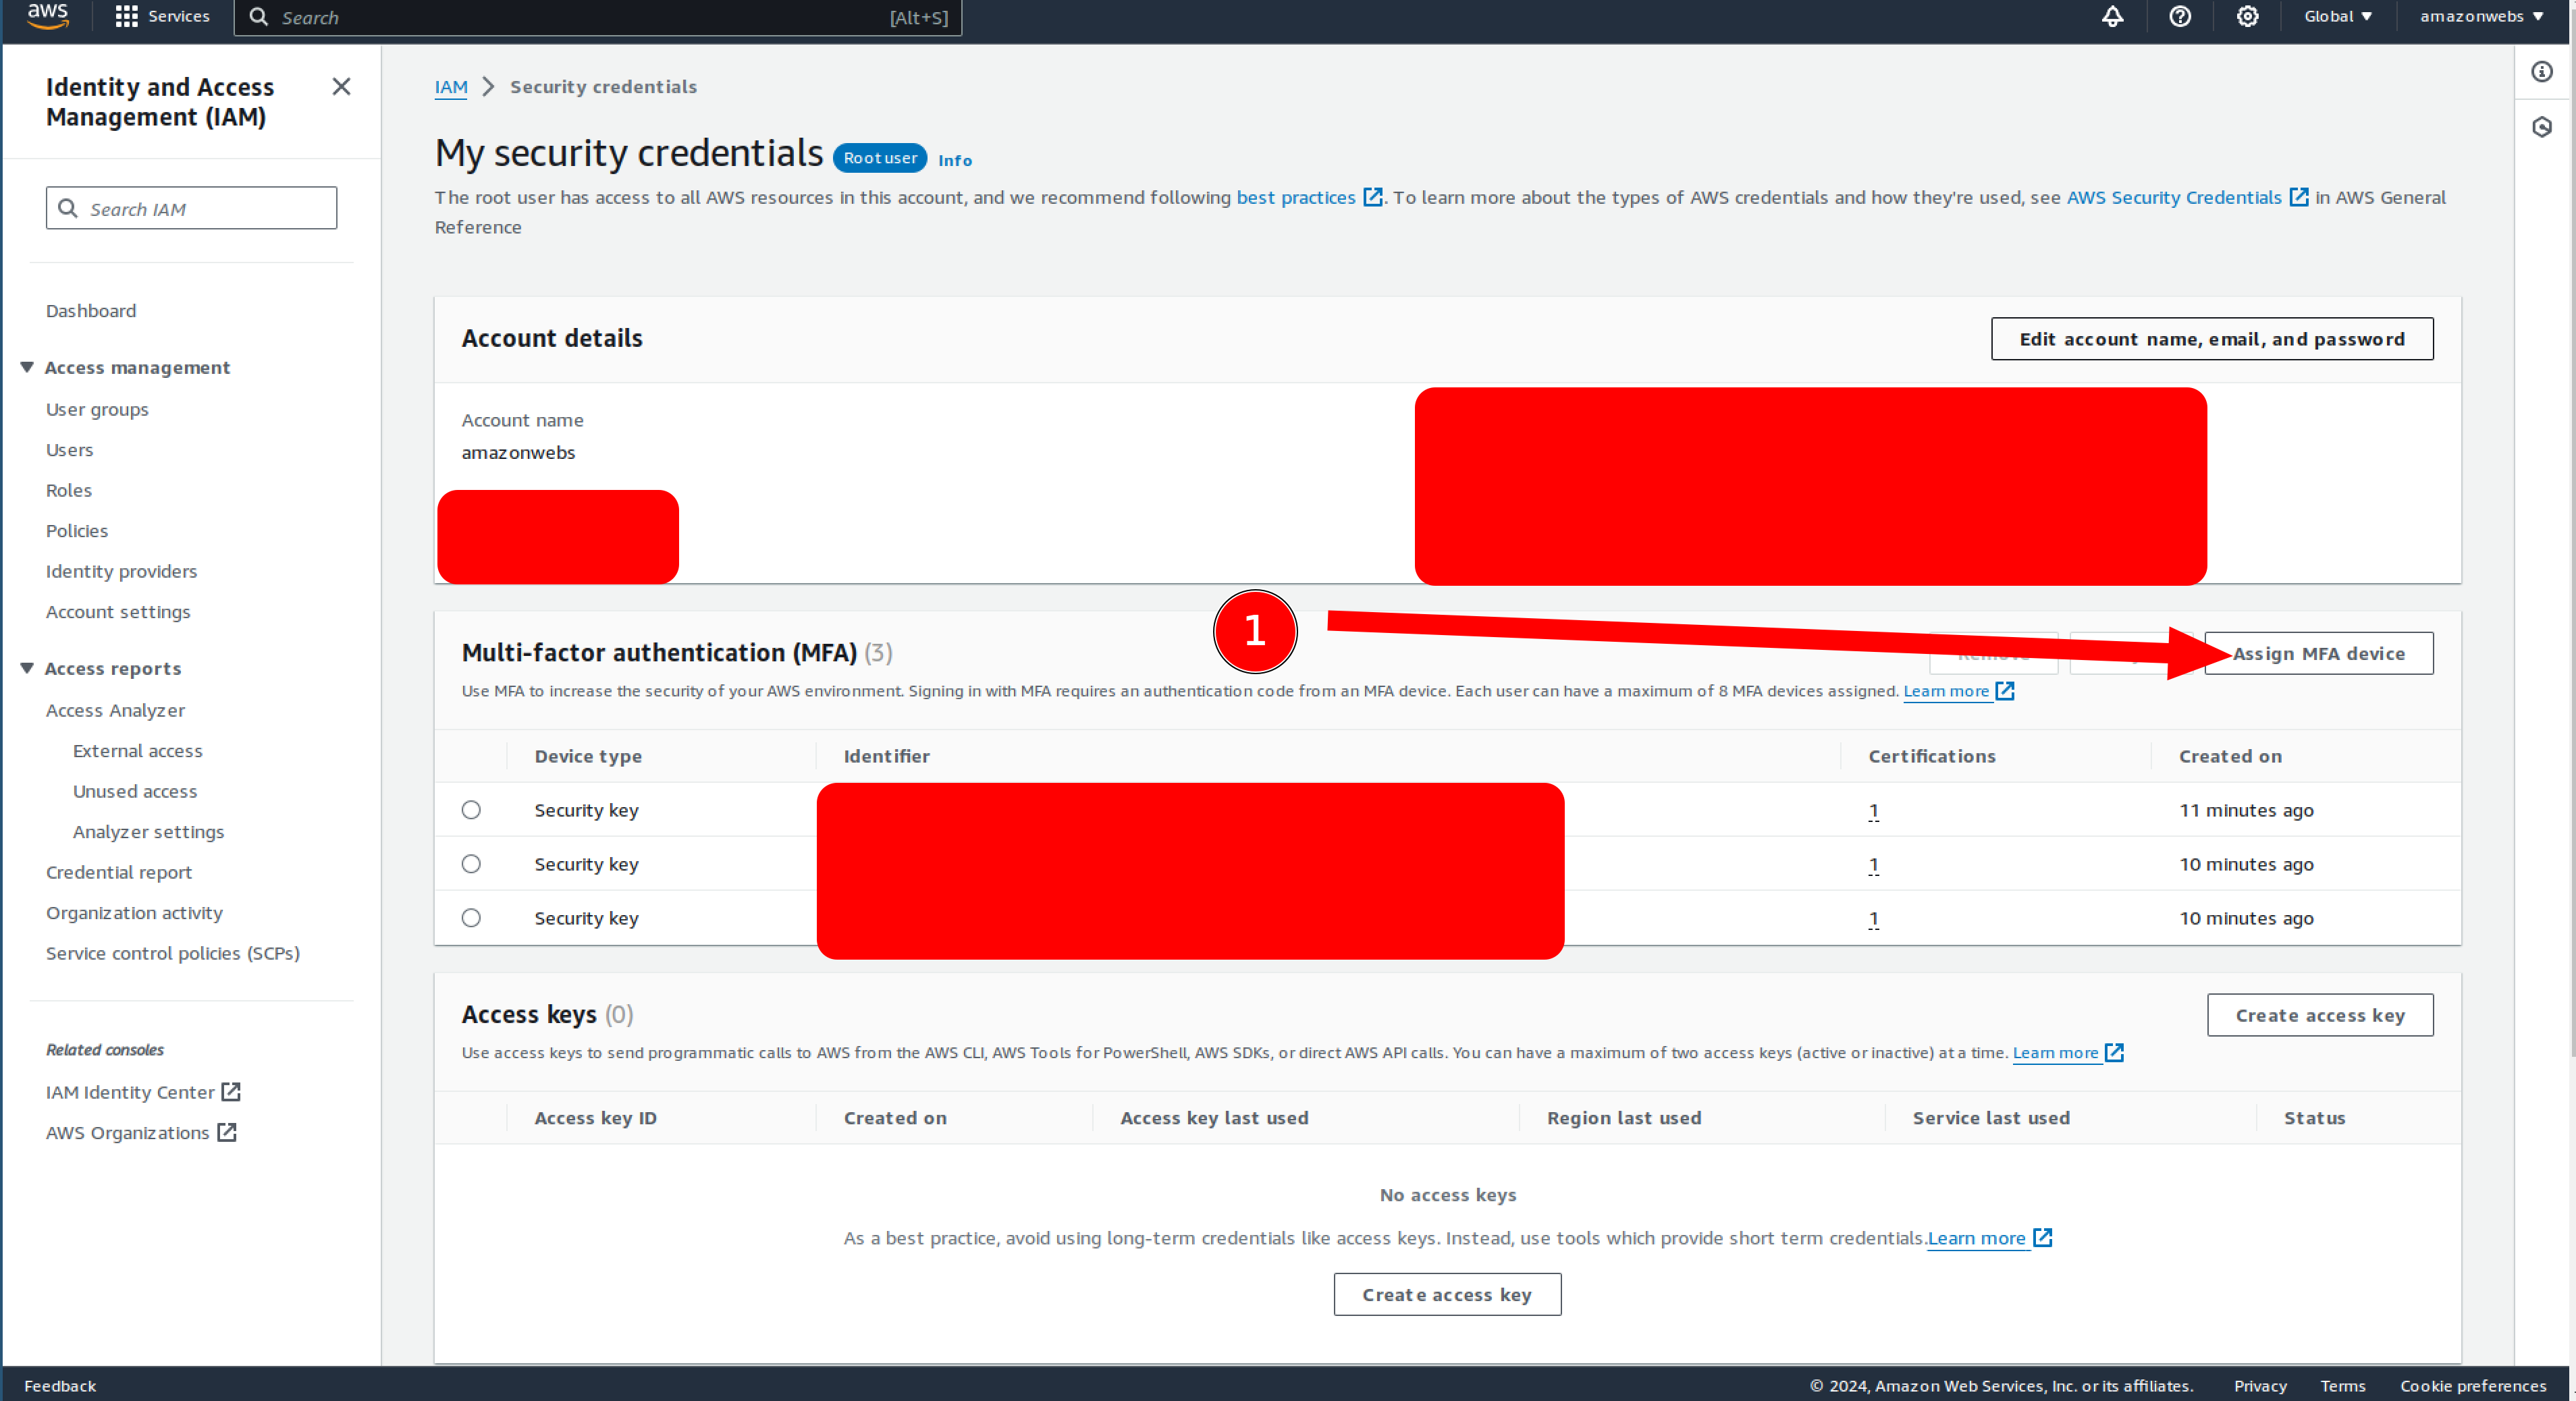 aws
Services
Search
[Alt+S]
Global
amazonwebs
Identity and Access
Management (IAM)
Search IAM
Dashboard
Access management
User groups
Users
Roles
Policies
Identity providers
Account settings
Access reports
Access Analyzer
External access
Unused access
Analyzer settings
Credential report
Organization activity
Service control policies (SCPs)
Related consoles
IAM Identity Center
AWS Organizations
IAM > Security credentials
My security credentials Root user Info
The root user has access to all AWS resources in this account, and we recommend following best practices. To learn more about the types of AWS credentials and how they're used, see AWS Security Credentials in AWS General
Reference
Account details
Edit account name, email, and password
Account name
amazonwebs
1
Multi-factor authentication (MFA) (3)
Assign MFA device
Use MFA to increase the security of your AWS environment. Signing in with MFA requires an authentication code from an MFA device. Each user can have a maximum of 8 MFA devices assigned. Learn more
Device type Identifier Certifications Created on
Security key 1 11 minutes ago
Security key 1 10 minutes ago
Security key 1 10 minutes ago
Access keys (0)
Create access key
Use access keys to send programmatic calls to AWS from the AWS CLI, AWS Tools for PowerShell, AWS SDKs, or direct AWS API calls. You can have a maximum of two access keys (active or inactive) at a time. Learn more
Access key ID Created on Access key last used Region last used Service last used Status
No access keys
As a best practice, avoid using long-term credentials like access keys. Instead, use tools which provide short term credentials. Learn more
Create access key
Feedback
© 2024, Amazon Web Services, Inc. or its affiliates. Privacy Terms Cookie preferences